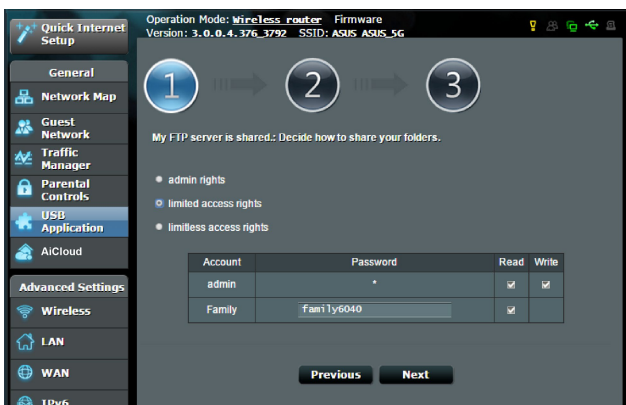 Operation Mode: Wireless router Firmware
Version: 3.0.0.4.376_3792 SSID: ASUS ASUS_5G
Quick Internet
Setup
General
Network Map
Guest
Network
Traffic
Manager
Parental
Controls
USB
Application
AiCloud
Advanced Settings
Wireless
LAN
WAN
IPv6
1 2 3
My FTP server is shared.: Decide how to share your folders.
admin rights
limited access rights
limitless access rights
Account Password Read Write
admin *
Family family6040
Previous Next